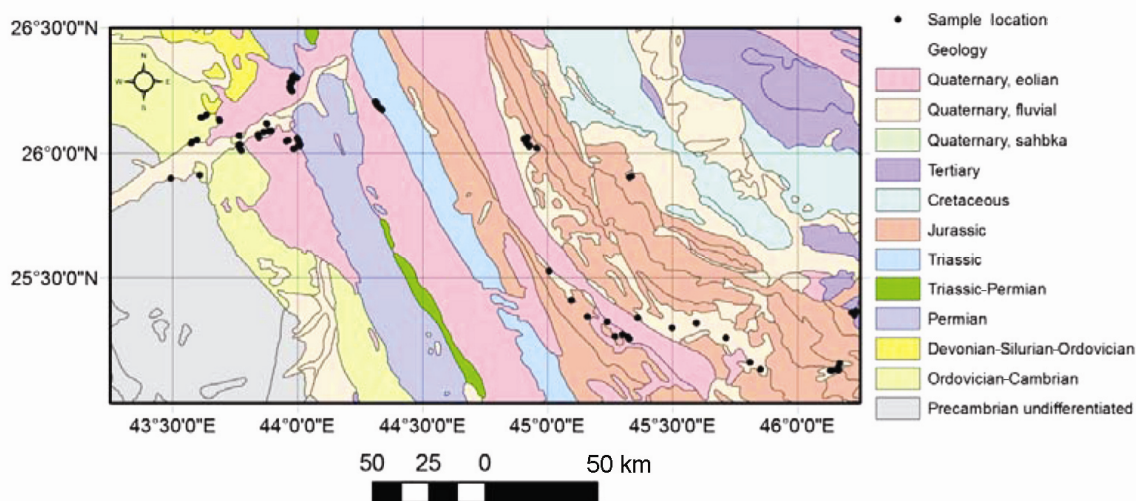 26°30'0"N
26°0'0"N
25°30'0"N
N
W E
S
43°30'0"E 44°0'0"E 44°30'0"E 45°0'0"E 45°30'0"E 46°0'0"E
50 25 0 50 km
Sample location
Geology
Quaternary, eolian
Quaternary, fluvial
Quaternary, sahbka
Tertiary
Cretaceous
Jurassic
Triassic
Triassic-Permian
Permian
Devonian-Silurian-Ordovician
Ordovician-Cambrian
Precambrian undifferentiated